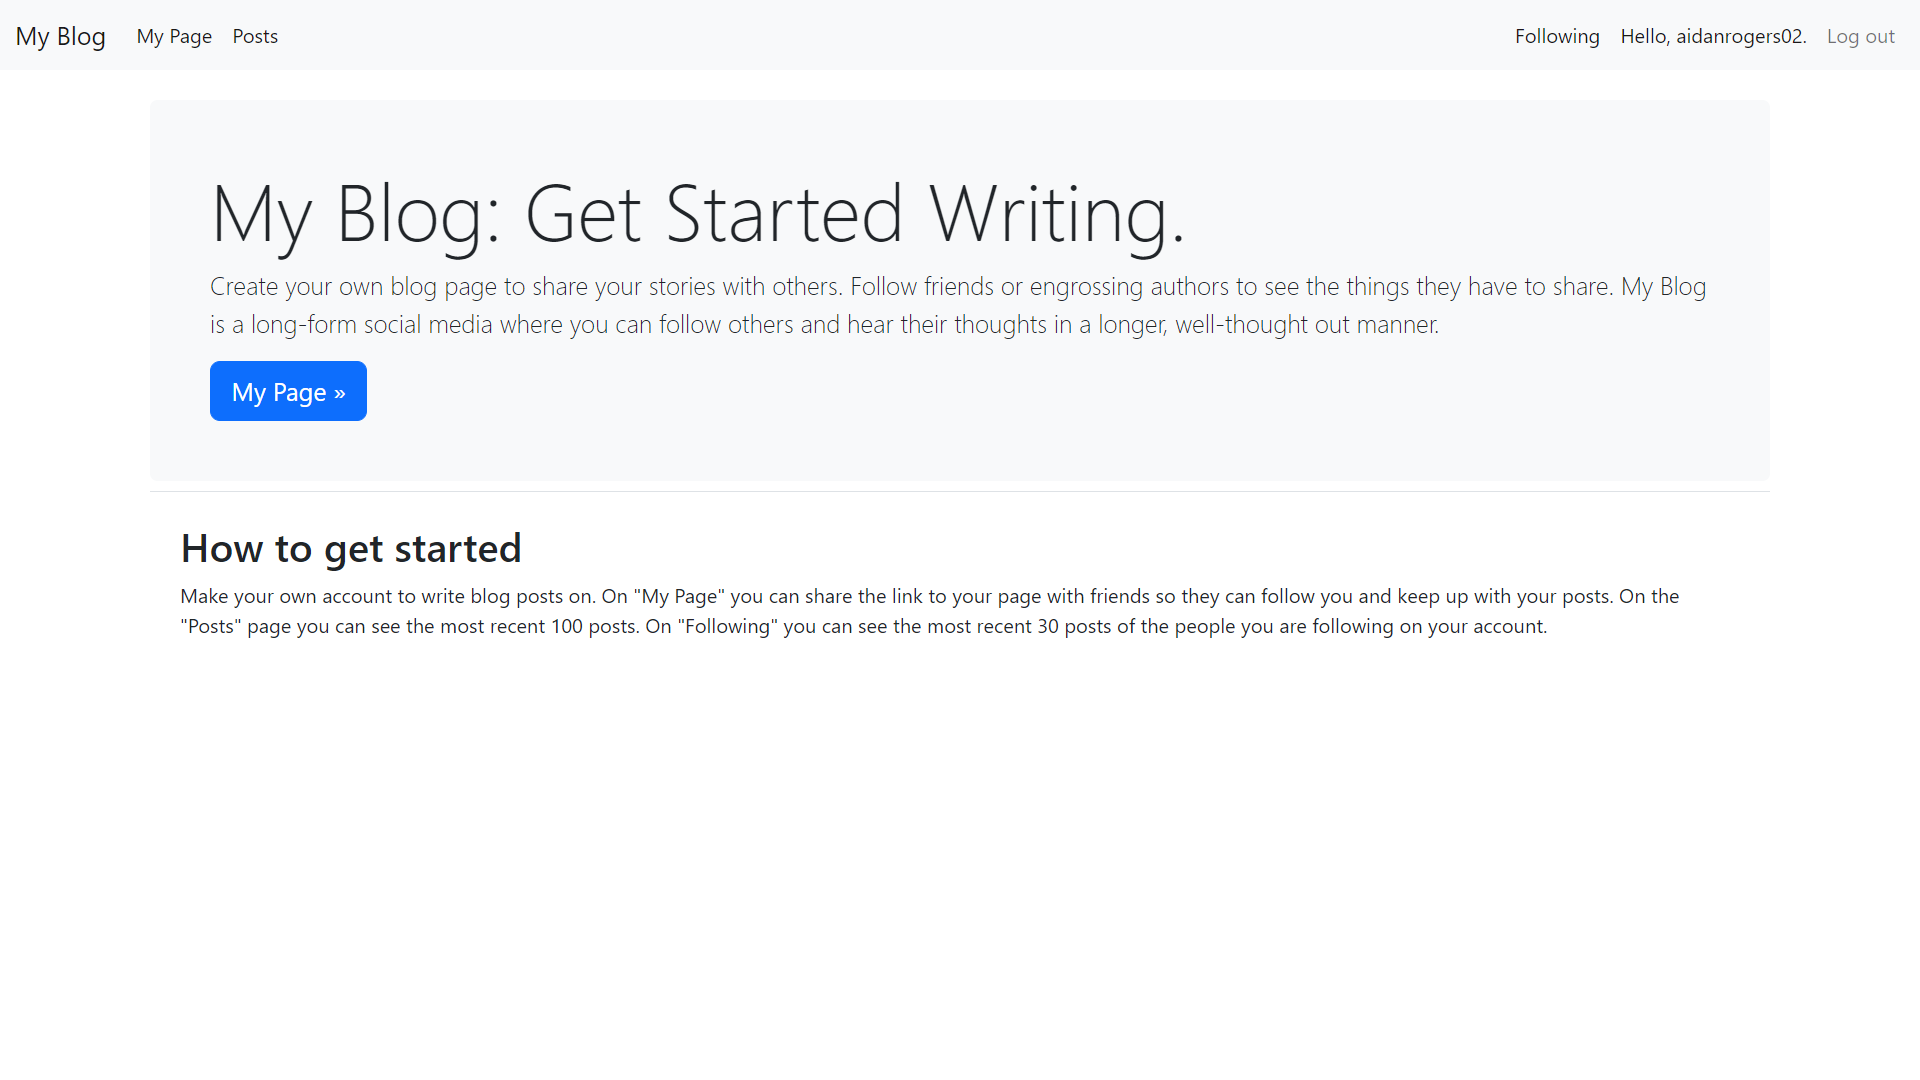 My Blog My Page Posts Following Hello, aidanrogers02. Log out
My Blog: Get Started Writing.
Create your own blog page to share your stories with others. Follow friends or engrossing authors to see the things they have to share. My Blog
is a long-form social media where you can follow others and hear their thoughts in a longer, well-thought out manner.
My Page »
How to get started
Make your own account to write blog posts on. On "My Page" you can share the link to your page with friends so they can follow you and keep up with your posts. On the
"Posts" page you can see the most recent 100 posts. On "Following" you can see the most recent 30 posts of the people you are following on your account.